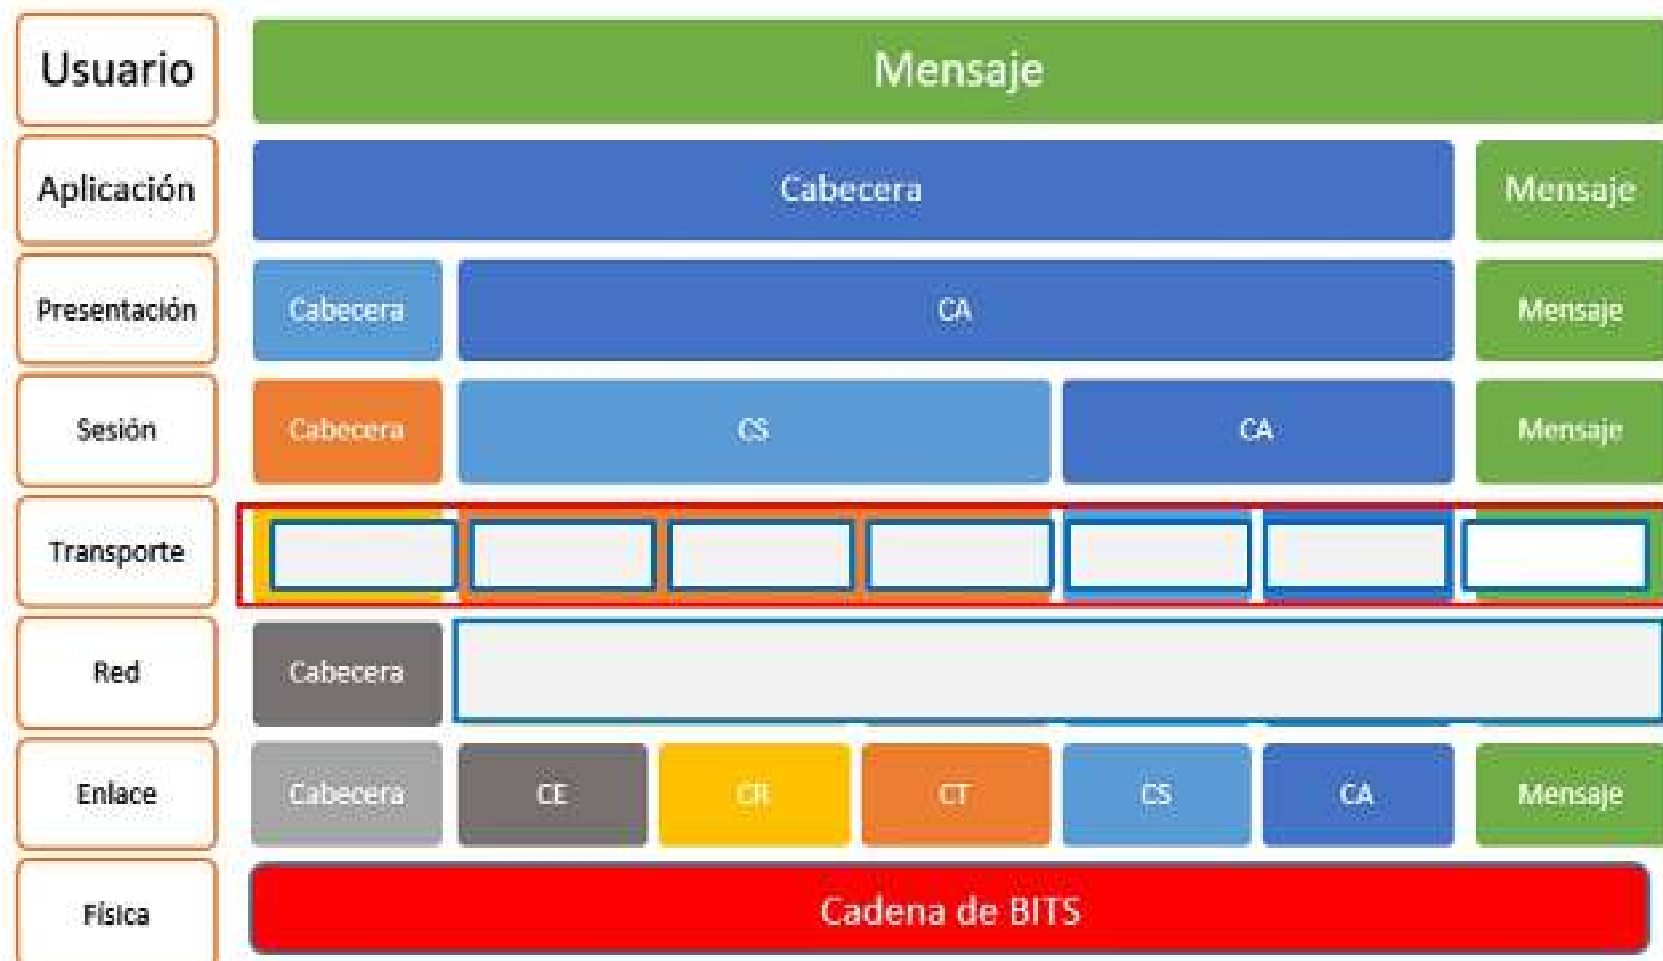 Usuario
Mensaje
Aplicación
Cabecera
Mensaje
Presentación
Cabecera
CA
Mensaje
Sesión
Cabecera
CS
CA
Mensaje
Transporte
Red
Cabecera
Enlace
Cabecera
CE
CR
CT
CS
CA
Mensaje
Física
Cadena de BITS